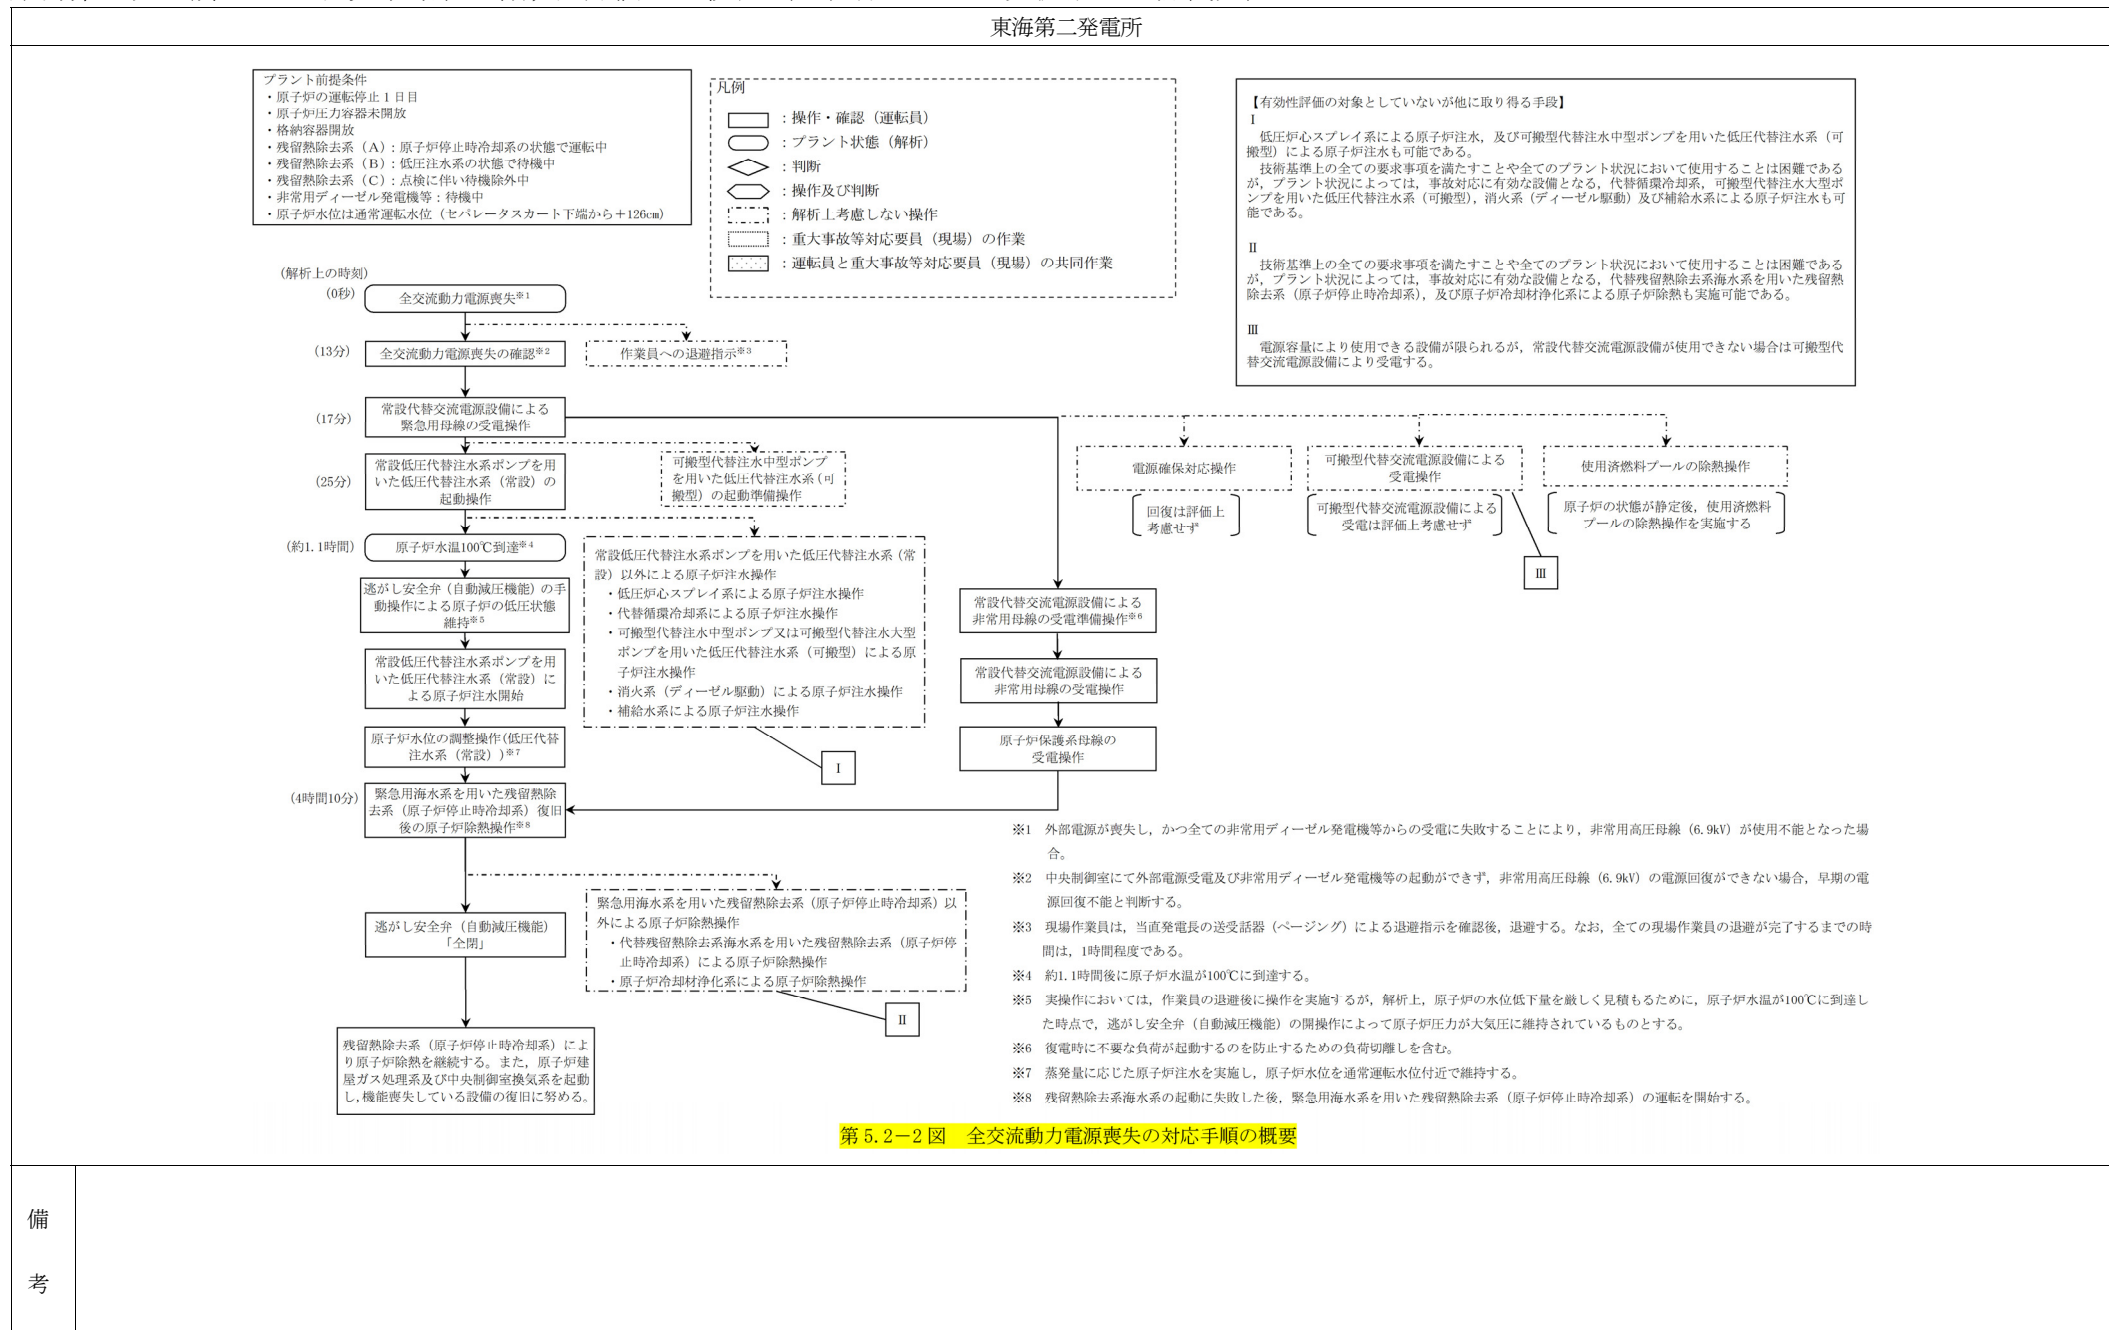 東海第二発電所
プラント前提条件
・原子炉の運転停止1日目
・原子炉圧力容器未開放
・格納容器開放
・残留熱除去系（A）：原子炉停止時冷却系の状態で運転中
・残留熱除去系（B）：低圧注水系の状態で待機中
・残留熱除去系（C）：点検に伴い待機除外中
・非常用ディーゼル発電機等：待機中
・原子炉水位は通常運転水位（セパレータスカート下端から＋126cm）
凡例
：操作・確認（運転員）
：プラント状態（解析）
：判断
：操作及び判断
：解析上考慮しない操作
：重大事故等対応要員（現場）の作業
：運転員と重大事故等対応要員（現場）の共同作業
【有効性評価の対象としていないが他に取り得る手段】
Ⅰ
低圧炉心スプレイ系による原子炉注水，及び可搬型代替注水中型ポンプを用いた低圧代替注水系（可
搬型）による原子炉注水も可能である。
技術基準上の全ての要求事項を満たすことや全てのプラント状況において使用することは困難である
が，プラント状況によっては，事故対応に有効な設備となる，代替循環冷却系，可搬型代替注水大型ポ
ンプを用いた低圧代替注水系（可搬型），消火系（ディーゼル駆動）及び補給水系による原子炉注水も可
能である。
Ⅱ
技術基準上の全ての要求事項を満たすことや全てのプラント状況において使用することは困難である
が，プラント状況によっては，事故対応に有効な設備となる，代替残留熱除去系海水系を用いた残留熱
除去系（原子炉停止時冷却系），及び原子炉冷却材浄化系による原子炉除熱も実施可能である。
Ⅲ
電源容量により使用できる設備が限られるが，常設代替交流電源設備が使用できない場合は可搬型代
替交流電源設備により受電する。
（解析上の時刻）
（0秒）
全交流動力電源喪失※1
（13分）
全交流動力電源喪失の確認※2
作業員への退避指示※3
（17分）
常設代替交流電源設備による
緊急用母線の受電操作
（25分）
常設低圧代替注水系ポンプを用
いた低圧代替注水系（常設）の
起動操作
可搬型代替注水中型ポンプ
を用いた低圧代替注水系（可
搬型）の起動準備操作
電源確保対応操作
回復は評価上
考慮せず
可搬型代替交流電源設備による
受電操作
可搬型代替交流電源設備による
受電は評価上考慮せず
使用済燃料プールの除熱操作
原子炉の状態が静定後，使用済燃料
プールの除熱操作を実施する
Ⅲ
（約1.1時間）
原子炉水温100℃到達※4
逃がし安全弁（自動減圧機能）の手
動操作による原子炉の低圧状態
維持※5
常設低圧代替注水系ポンプを用
いた低圧代替注水系（常設）に
よる原子炉注水開始
原子炉水位の調整操作（低圧代替
注水系（常設））※7
常設低圧代替注水系ポンプを用いた低圧代替注水系（常
設）以外による原子炉注水操作
・低圧炉心スプレイ系による原子炉注水操作
・代替循環冷却系による原子炉注水操作
・可搬型代替注水中型ポンプ又は可搬型代替注水大型
ポンプを用いた低圧代替注水系（可搬型）による原
子炉注水操作
・消火系（ディーゼル駆動）による原子炉注水操作
・補給水系による原子炉注水操作
Ⅰ
常設代替交流電源設備による
非常用母線の受電準備操作※6
常設代替交流電源設備による
非常用母線の受電操作
原子炉保護系母線の
受電操作
（4時間10分）
緊急用海水系を用いた残留熱除
去系（原子炉停止時冷却系）復旧
後の原子炉除熱操作※8
緊急用海水系を用いた残留熱除去系（原子炉停止時冷却系）以
外による原子炉除熱操作
・代替残留熱除去系海水系を用いた残留熱除去系（原子炉停
止時冷却系）による原子炉除熱操作
・原子炉冷却材浄化系による原子炉除熱操作
Ⅱ
逃がし安全弁（自動減圧機能）
「全閉」
残留熱除去系（原子炉停止時冷却系）によ
り原子炉除熱を継続する。また，原子炉建
屋ガス処理系及び中央制御室換気系を起動
し，機能喪失している設備の復旧に努める。
※1 外部電源が喪失し，かつ全ての非常用ディーゼル発電機等からの受電に失敗することにより，非常用高圧母線（6.9kV）が使用不能となった場
合。
※2 中央制御室にて外部電源受電及び非常用ディーゼル発電機等の起動ができず，非常用高圧母線（6.9kV）の電源回復ができない場合，早期の電
源回復不能と判断する。
※3 現場作業員は，当直発電長の送受話器（ページング）による退避指示を確認後，退避する。なお，全ての現場作業員の退避が完了するまでの時
間は，1時間程度である。
※4 約1.1時間後に原子炉水温が100℃に到達する。
※5 実操作においては，作業員の退避後に操作を実施するが，解析上，原子炉の水位低下量を厳しく見積もるために，原子炉水温が100℃に到達し
た時点で，逃がし安全弁（自動減圧機能）の開操作によって原子炉圧力が大気圧に維持されているものとする。
※6 復電時に不要な負荷が起動するのを防止するための負荷切離しを含む。
※7 蒸発量に応じた原子炉注水を実施し，原子炉水位を通常運転水位付近で維持する。
※8 残留熱除去系海水系の起動に失敗した後，緊急用海水系を用いた残留熱除去系（原子炉停止時冷却系）の運転を開始する。
第5.2－2図 全交流動力電源喪失の対応手順の概要
備
考